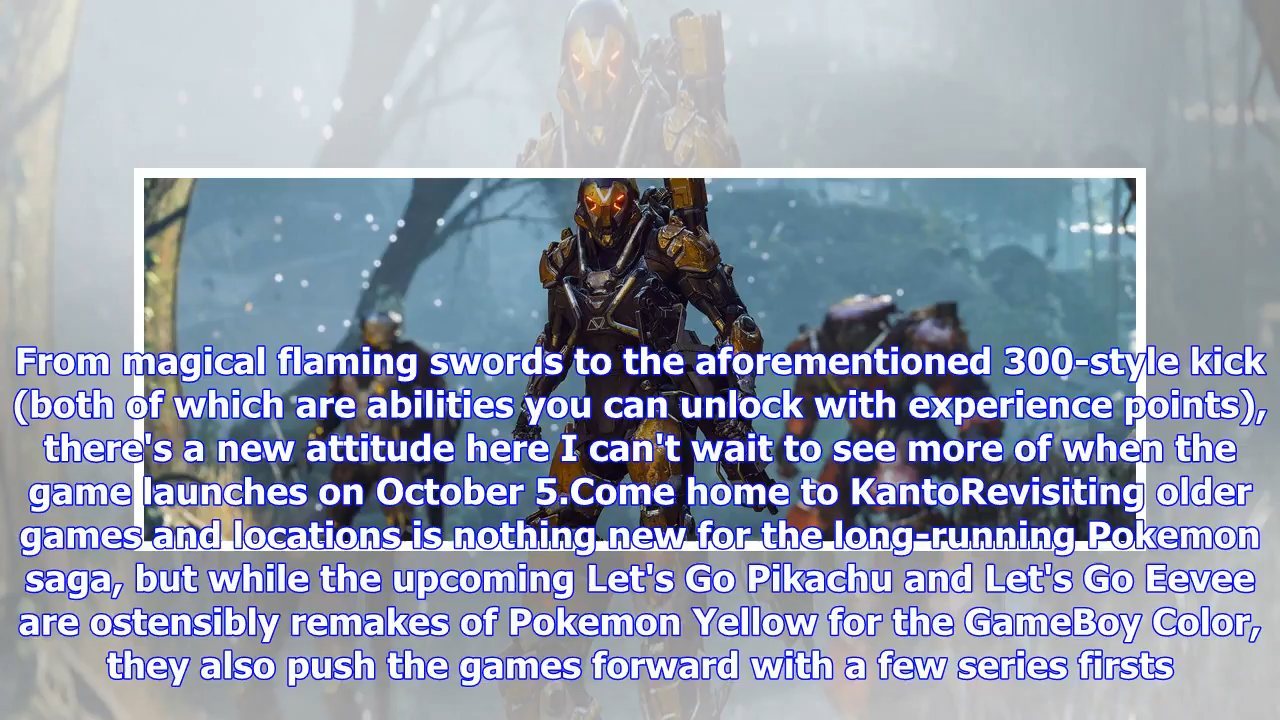 From magical flaming swords to the aforementioned 300-style kick
(both of which are abilities you can unlock with experience points),
there's a new attitude here I can't wait to see more of when the
game launches on October 5.Come home to KantoRevisiting older
games and locations is nothing new for the long-running Pokemon
saga, but while the upcoming Let's Go Pikachu and Let's Go Eevee
are ostensibly remakes of Pokemon Yellow for the GameBoy Color,
they also push the games forward with a few series firsts